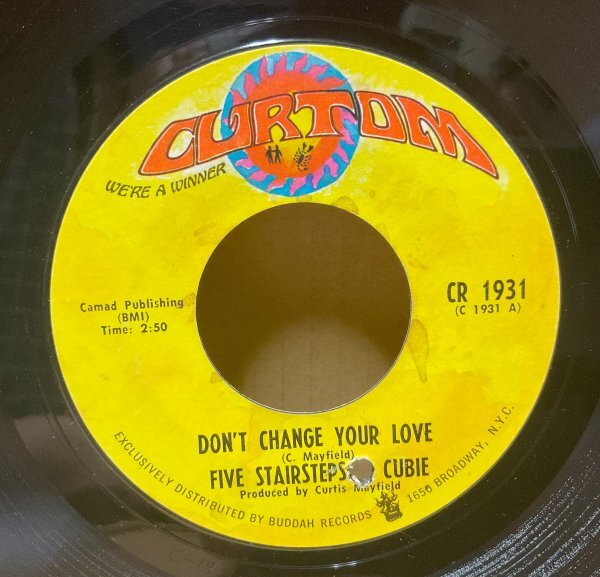 CURTOM
WE'RE A WINNER
Camad Publishing
(BMI)
Time: 2:50
CR 1931
(C 1931 A)
DON'T CHANGE YOUR LOVE
(C. Mayfield)
FIVE STAIRSTEPS CUBIE
Produced by Curtis Mayfield
EXCLUSIVELY DISTRIBUTED BY BUDDAH RECORDS 1650 BROADWAY, N.Y.C.